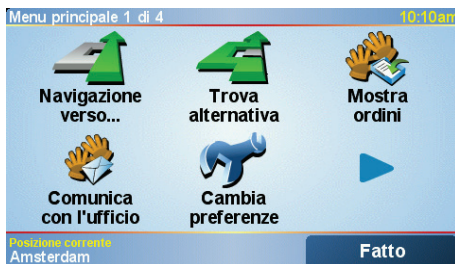 Menu principale 1 di 4
10:10am
Navigazione
verso...
Trova
alternativa
Mostra
ordini
Comunica
con l'ufficio
Cambia
preferenze
Posizione corrente
Amsterdam
Fatto